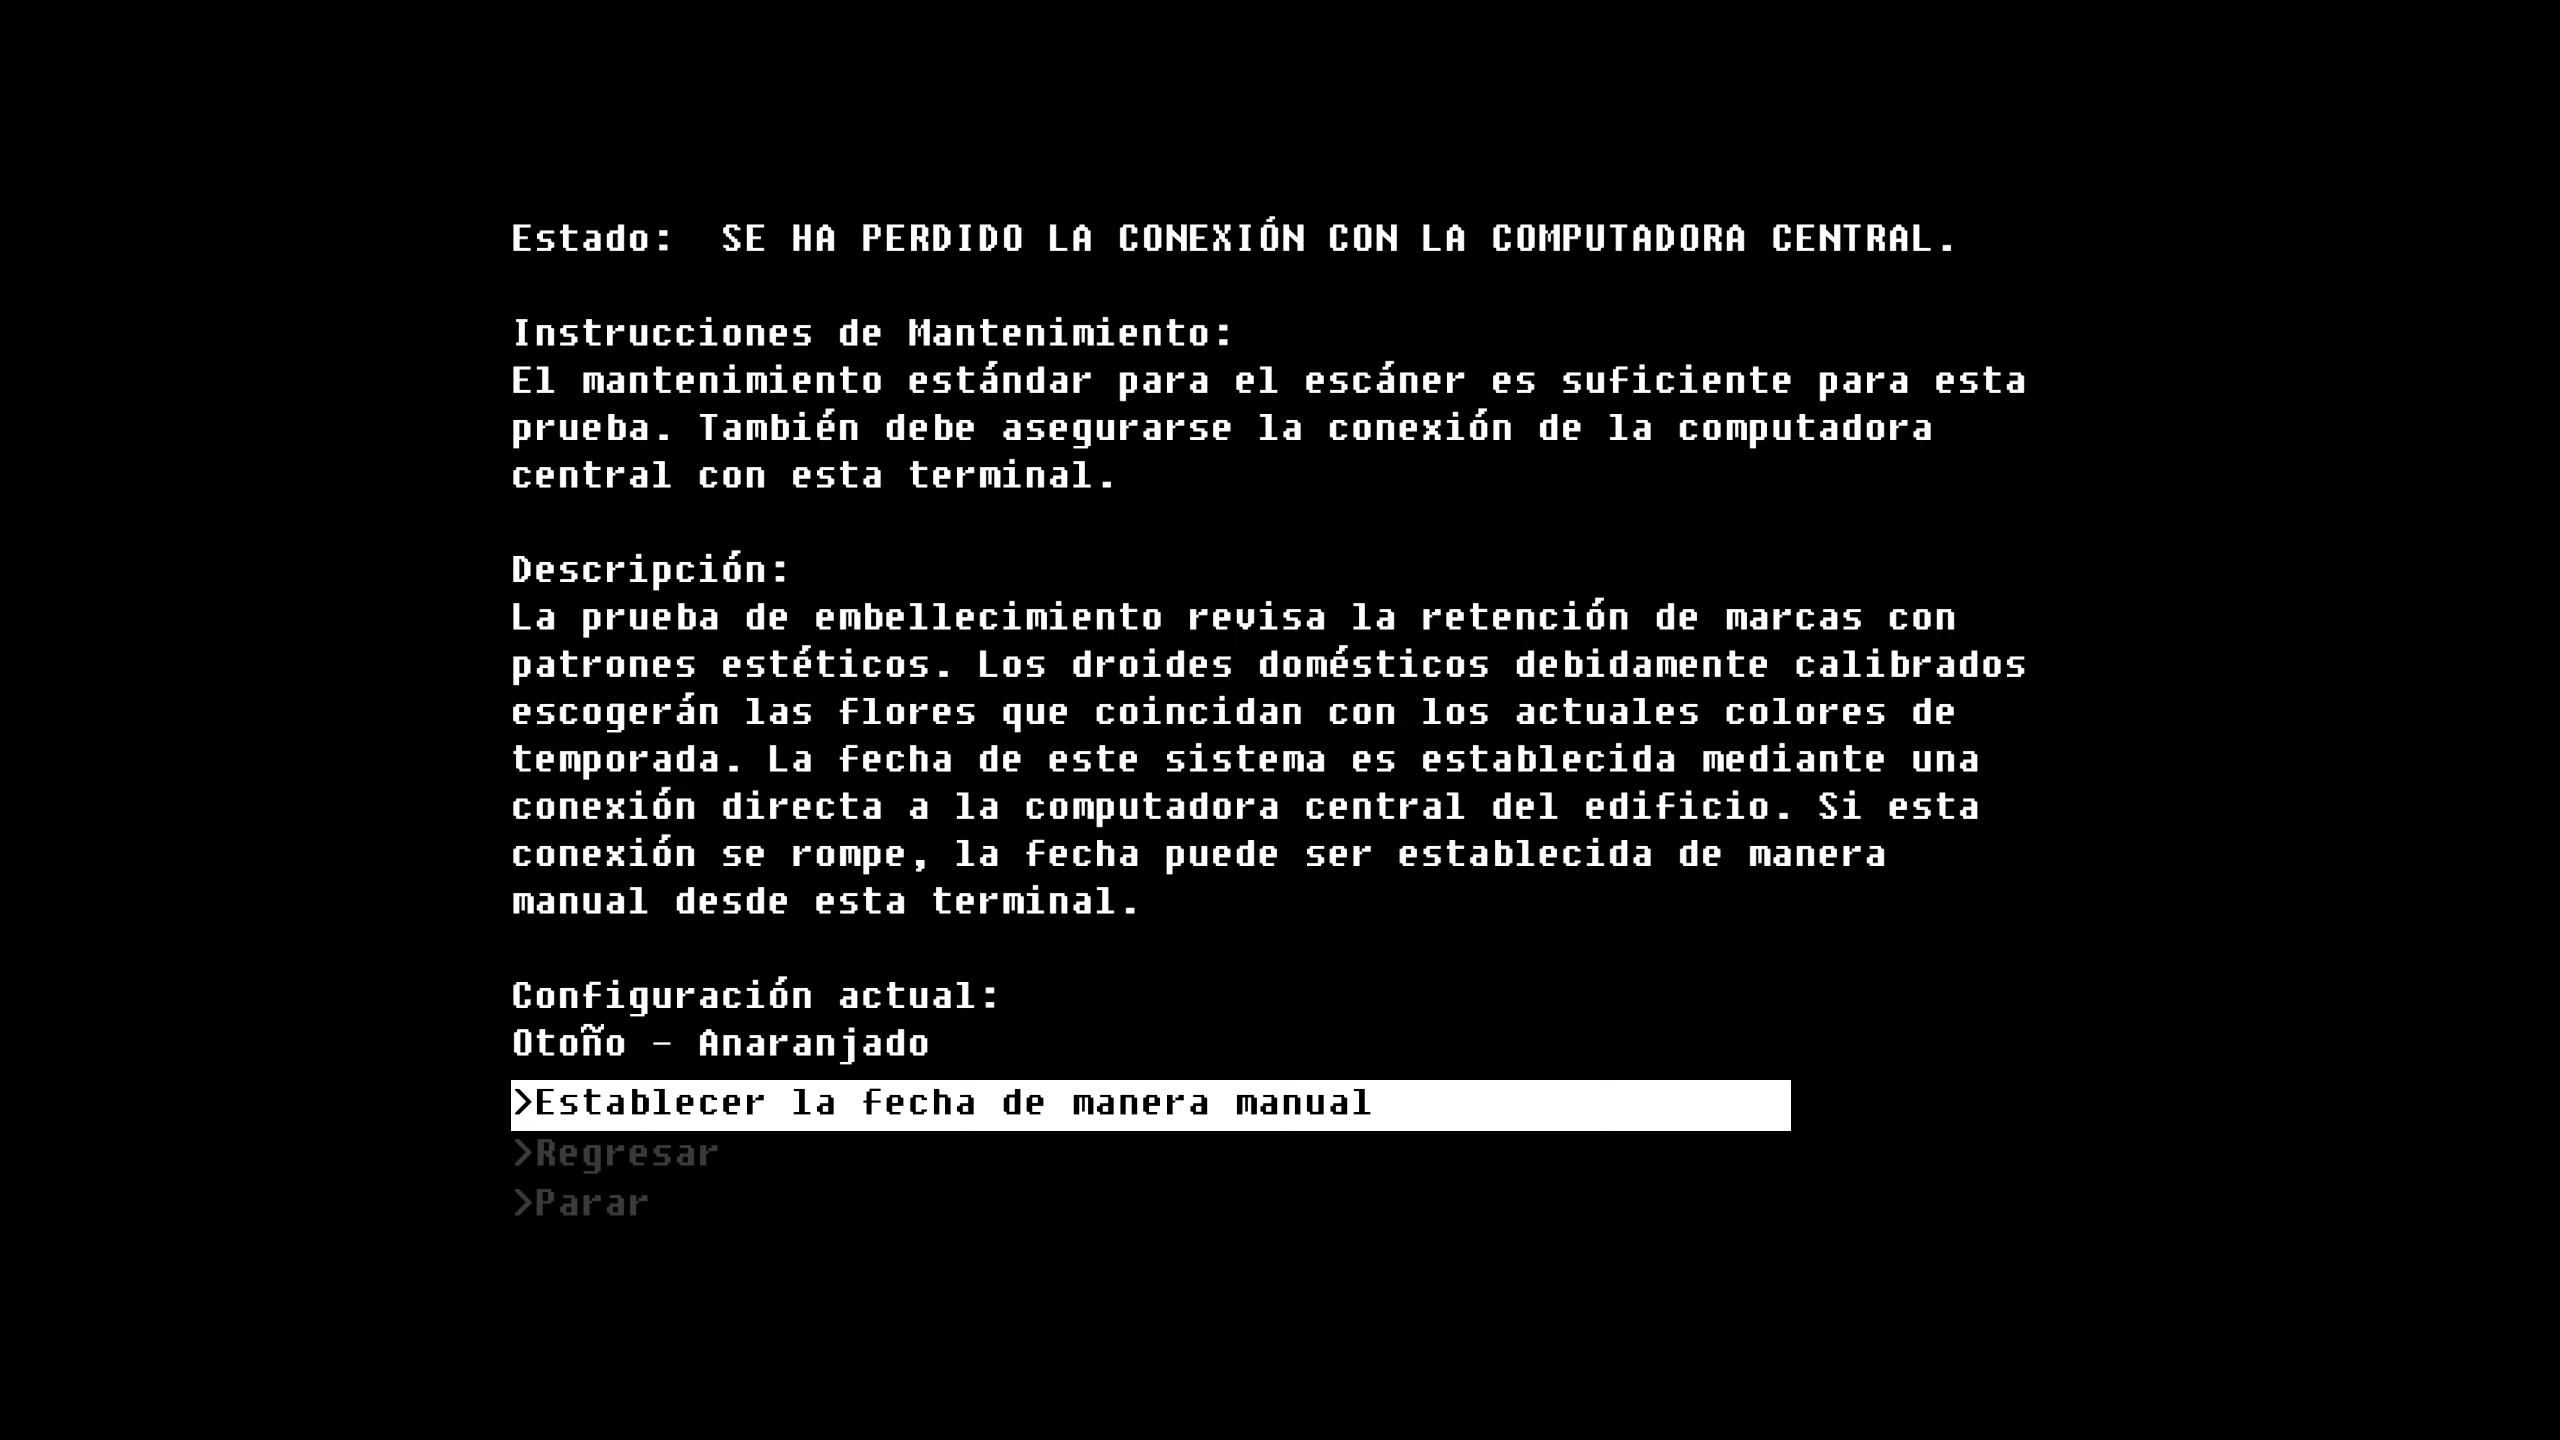 Estado:  SE HA PERDIDO LA CONEXIÓN CON LA COMPUTADORA CENTRAL.
Instrucciones de Mantenimiento:
El mantenimiento estándar para el escáner es suficiente para esta
prueba. También debe asegurarse la conexión de la computadora
central con esta terminal.
Descripción:
La prueba de embellecimiento revisa la retención de marcas con
patrones estéticos. Los droides domésticos debidamente calibrados
escogerán las flores que coincidan con los actuales colores de
temporada. La fecha de este sistema es establecida mediante una
conexión directa a la computadora central del edificio. Si esta
conexión se rompe, la fecha puede ser establecida de manera
manual desde esta terminal.
Configuración actual:
Otoño - Anaranjado
>Establecer la fecha de manera manual
>Regresar
>Parar